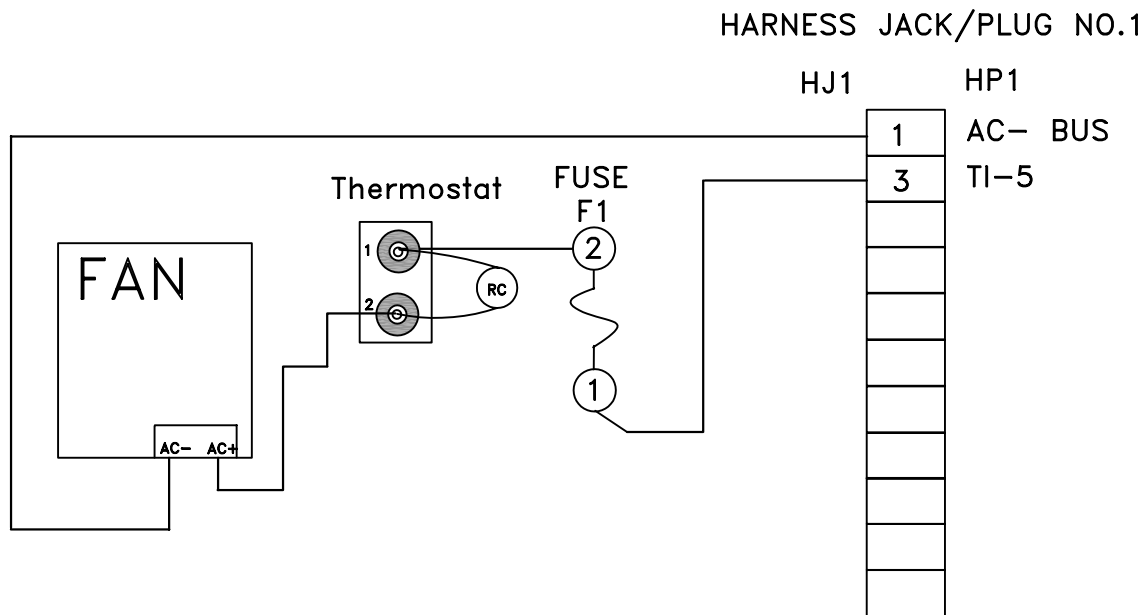 HARNESS JACK/PLUG NO.1
HJ1
HP1
1
AC- BUS
3
TI-5
Thermostat
FUSE
F1
1
2
2
RC
1
FAN
AC-
AC+